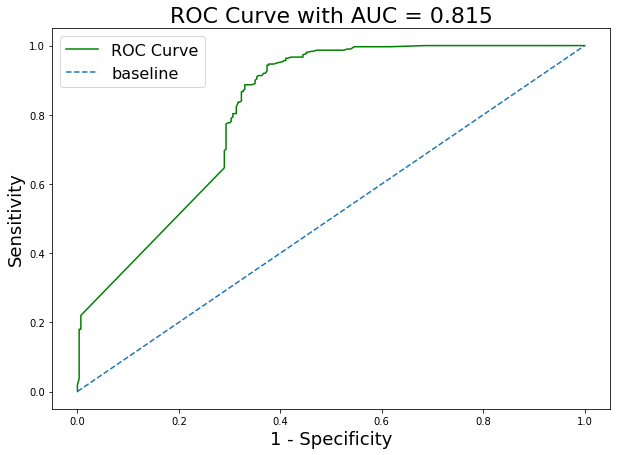 ROC Curve with AUC = 0.815
ROC Curve
baseline
1.0
0.8
0.6
0.4
0.2
0.0
Sensitivity
0.0 0.2 0.4 0.6 0.8 1.0
1 - Specificity